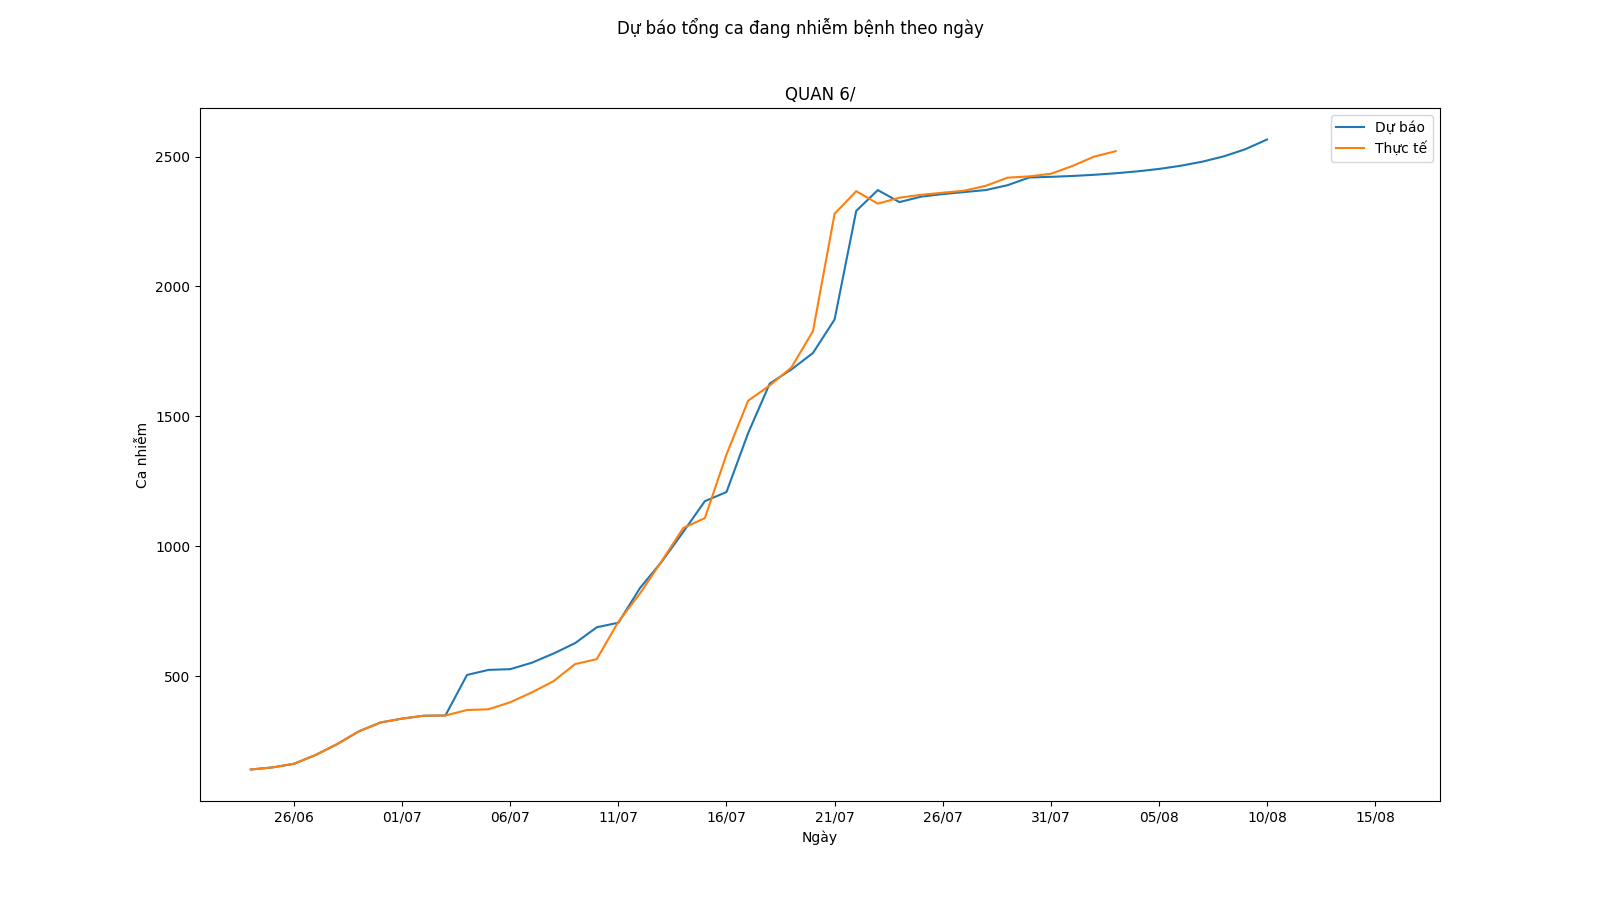 Dự báo tổng ca đang nhiễm bệnh theo ngày
QUAN 6/
Dự báo
Thực tế
2500
2000
1500
1000
500
Ca nhiễm
26/06 01/07 06/07 11/07 16/07 21/07 26/07 31/07 05/08 10/08 15/08
Ngày